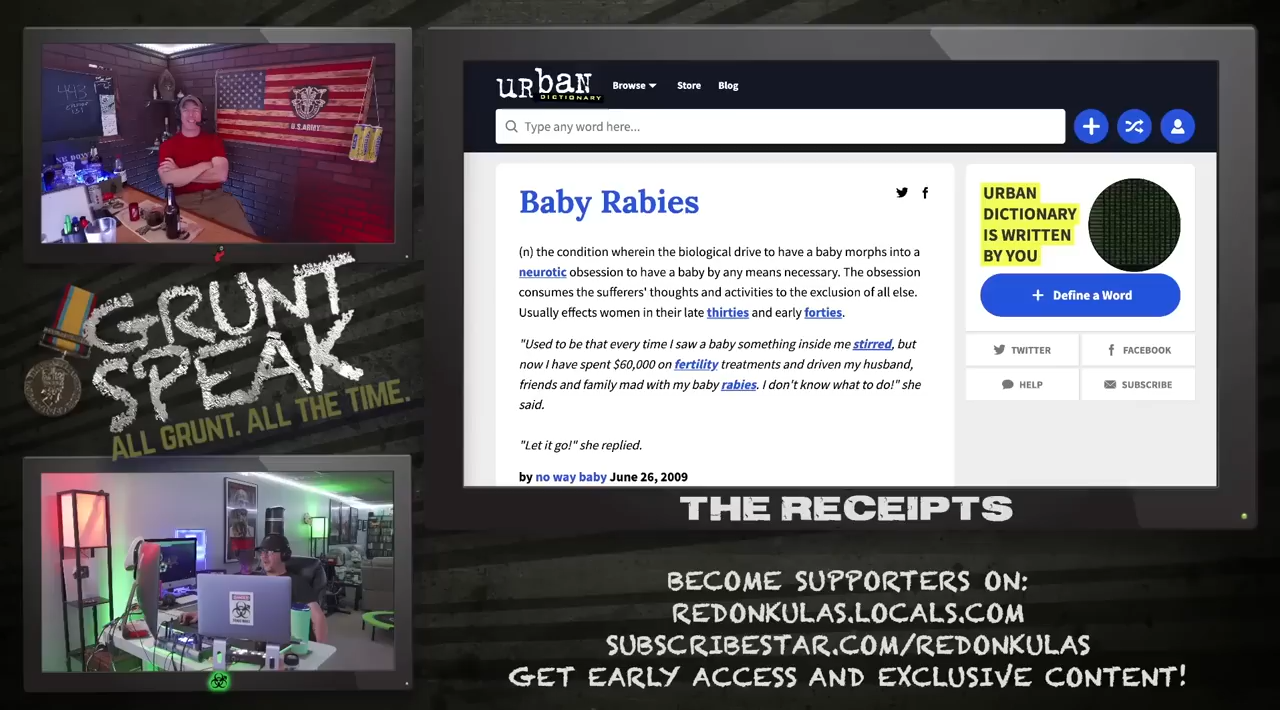 443
U.S. ARMY
GRUNT
SPEAK
ALL GRUNT. ALL THE TIME.
urban
DICTIONARY
Browse
Store
Blog
Type any word here...
Baby Rabies
(n) the condition wherein the biological drive to have a baby morphs into a
neurotic obsession to have a baby by any means necessary. The obsession
consumes the sufferers' thoughts and activities to the exclusion of all else.
Usually effects women in their late thirties and early forties.
"Used to be that every time I saw a baby something inside me stirred, but
now I have spent $60,000 on fertility treatments and driven my husband,
friends and family mad with my baby rabies. I don't know what to do!" she
said.
"Let it go!" she replied.
by no way baby June 26, 2009
URBAN
DICTIONARY
IS WRITTEN
BY YOU
Define a Word
TWITTER
FACEBOOK
HELP
SUBSCRIBE
THE RECEIPTS
BECOME SUPPORTERS ON:
REDONKULAS.LOCALS.COM
SUBSCRIBESTAR.COM/REDONKULAS
GET EARLY ACCESS AND EXCLUSIVE CONTENT!